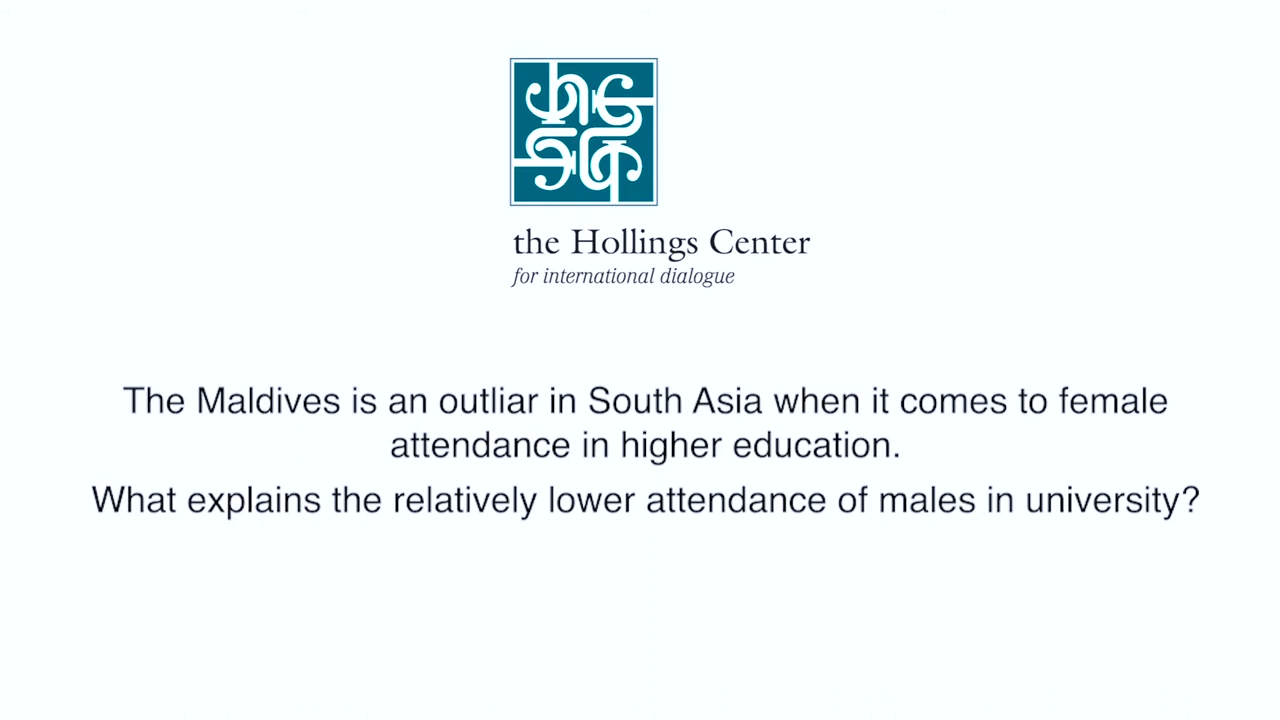 the Hollings Center
for international dialogue
The Maldives is an outliar in South Asia when it comes to female
attendance in higher education.
What explains the relatively lower attendance of males in university?